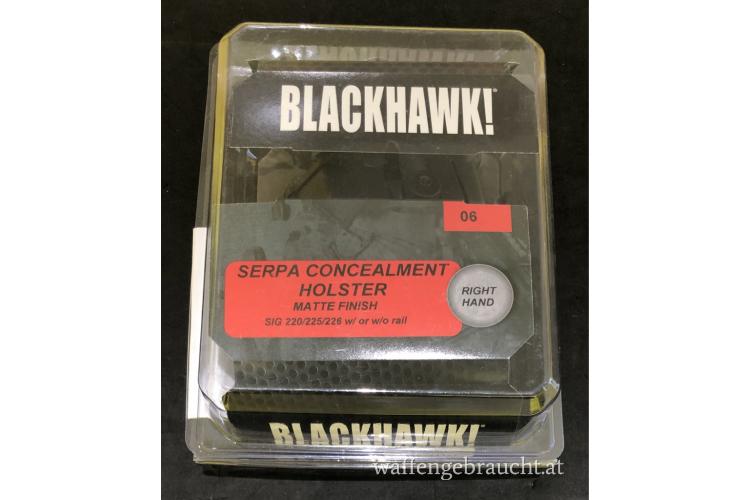 BLACKHAWK!
06
SERPA CONCEALMENT
HOLSTER
MATTE FINISH
SIG 220/225/226 w/ or w/o rail
RIGHT
HAND
BLACKHAWK!
waffengebraucht.at